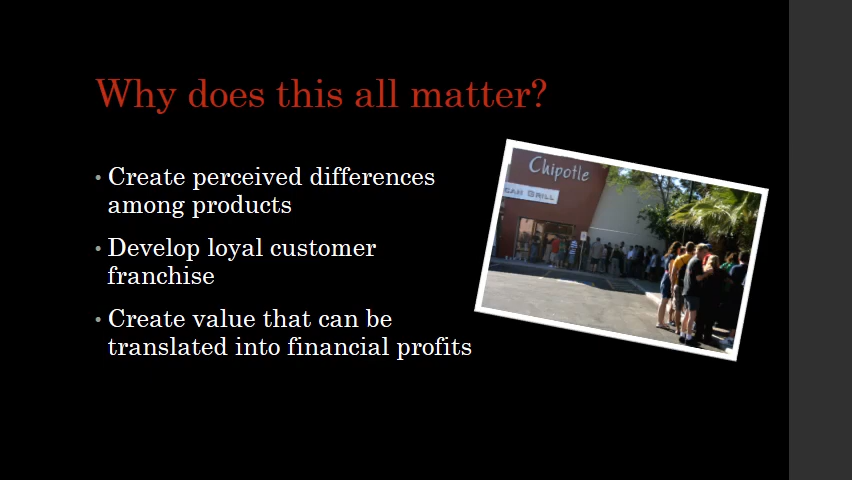 Why does this all matter?
• Create perceived differences
among products
• Develop loyal customer
franchise
• Create value that can be
translated into financial profits
Chipotle
GRILL